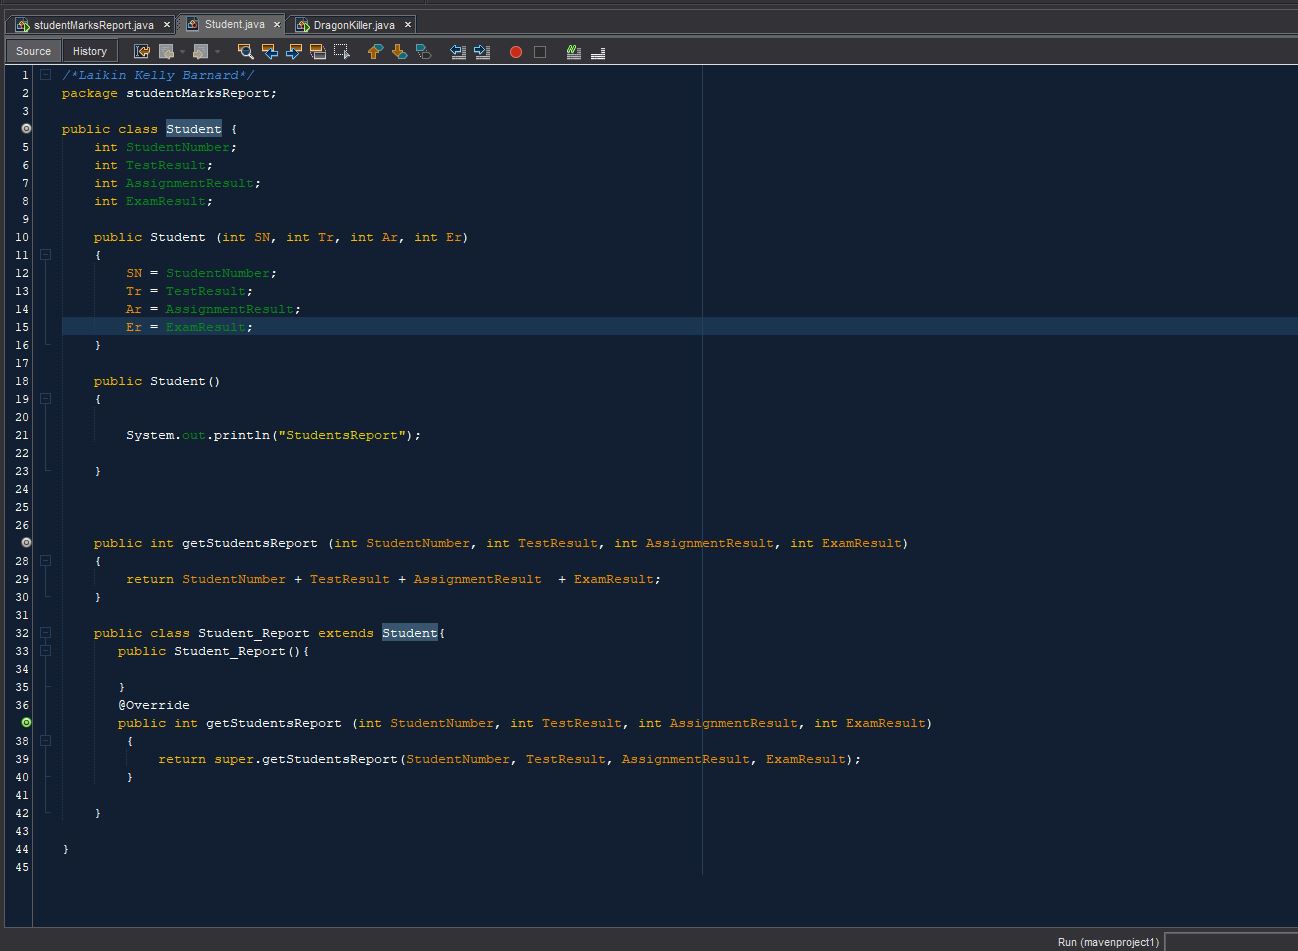 studentMarksReport.java × Student.java × DragonKiller.java ×
Source History
1 /*Laikin Kelly Barnard*/
2 package studentMarksReport;
3
public class Student {
5 int StudentNumber;
6 int TestResult;
7 int AssignmentResult;
8 int ExamResult;
9
10 public Student (int SN, int Tr, int Ar, int Er)
11 {
12 SN = StudentNumber;
13 Tr = TestResult;
14 Ar = AssignmentResult;
15 Er = ExamResult;
16 }
17
18 public Student()
19 {
20
21 System.out.println("StudentsReport");
22
23 }
24
25
26
public int getStudentsReport (int StudentNumber, int TestResult, int AssignmentResult, int ExamResult)
28 {
29 return StudentNumber + TestResult + AssignmentResult  + ExamResult;
30 }
31
32 public class Student_Report extends Student{
33 public Student_Report(){
34
35 }
36 @Override
public int getStudentsReport (int StudentNumber, int TestResult, int AssignmentResult, int ExamResult)
38 {
39 return super.getStudentsReport(StudentNumber, TestResult, AssignmentResult, ExamResult);
40 }
41
42 }
43
44 }
45
Run (mavenproject1)